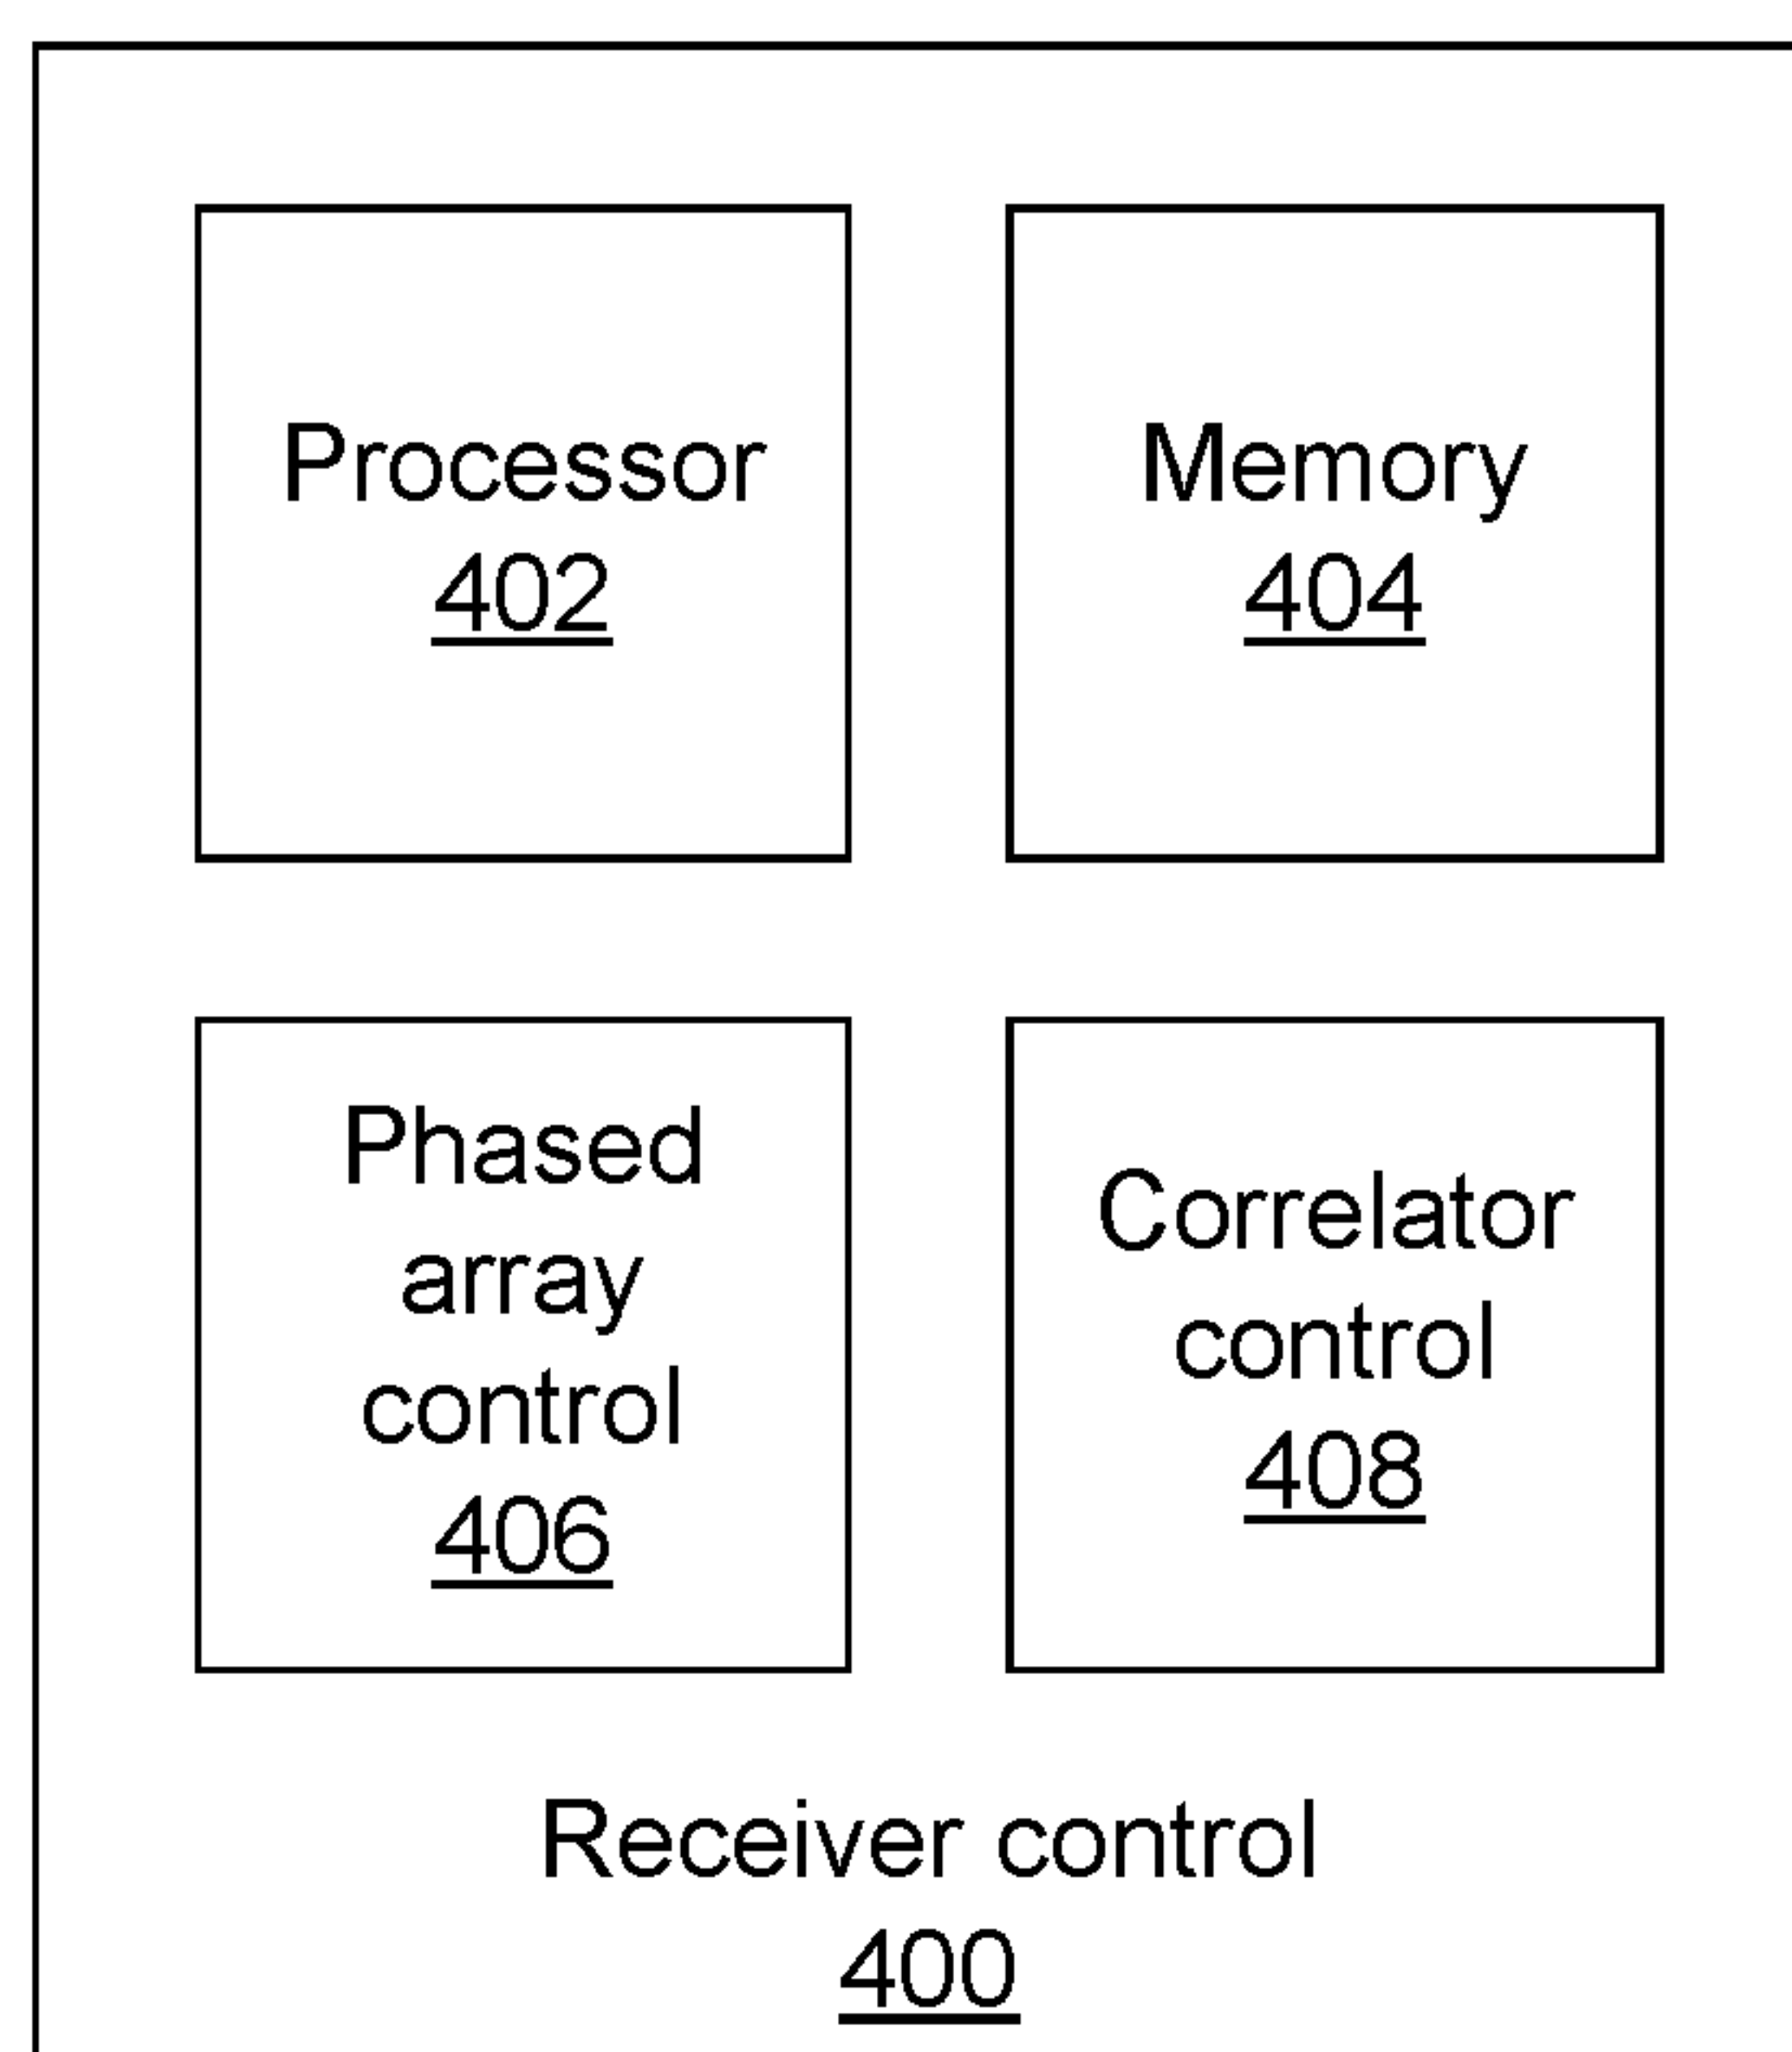 Processor
402
Memory
404
Phased
array
control
406
Correlator
control
408
Receiver control
400